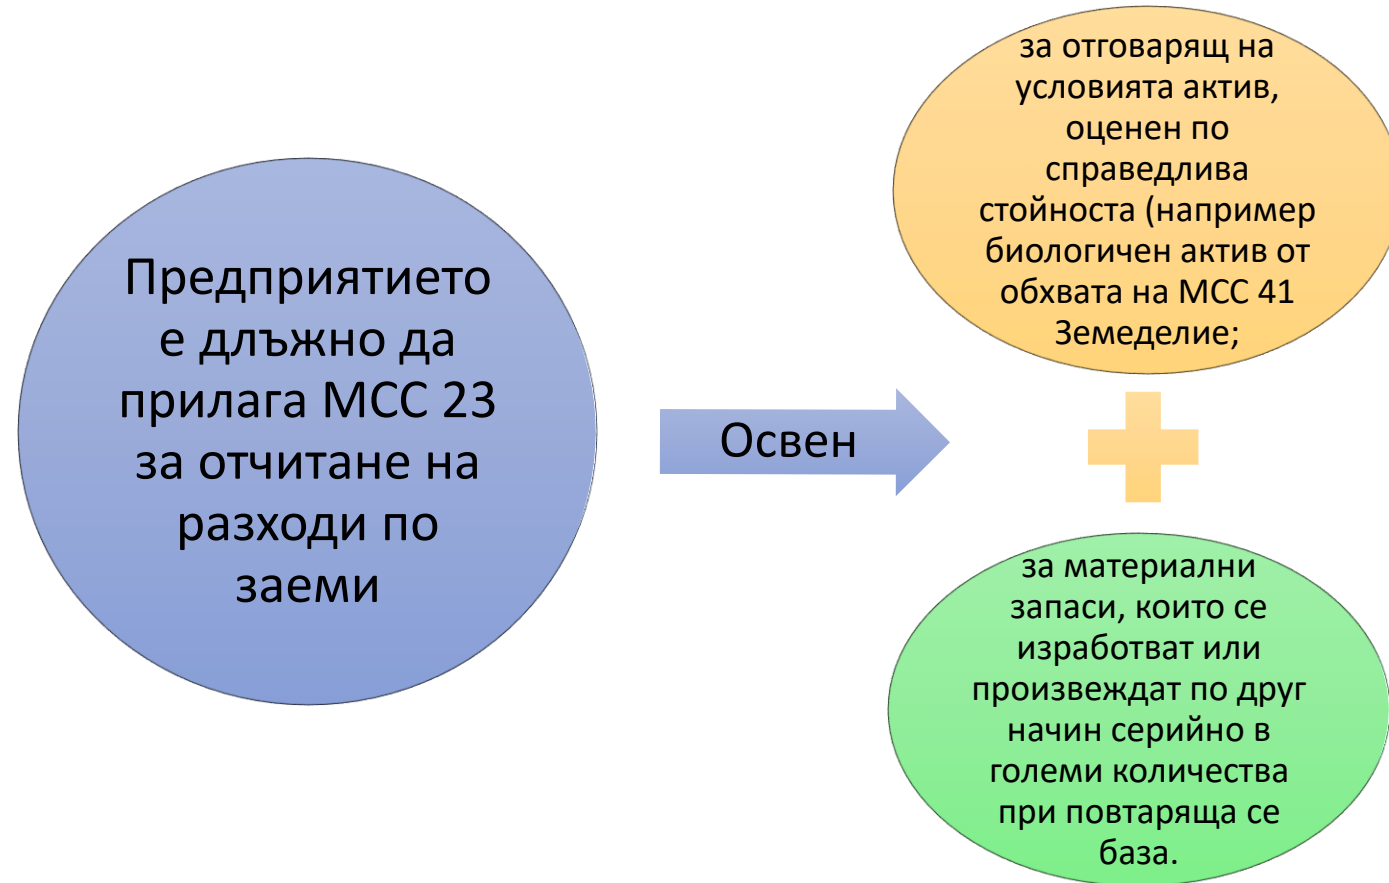 Предприятието
е длъжно да
прилага МСС 23
за отчитане на
разходи по
заеми
Освен
за отговарящ на
условията актив,
оценен по
справедлива
стойноста (например
биологичен актив от
обхвата на МСС 41
Земеделие;
за материални
запаси, които се
изработват или
произвеждат по друг
начин серийно в
големи количества
при повтаряща се
база.